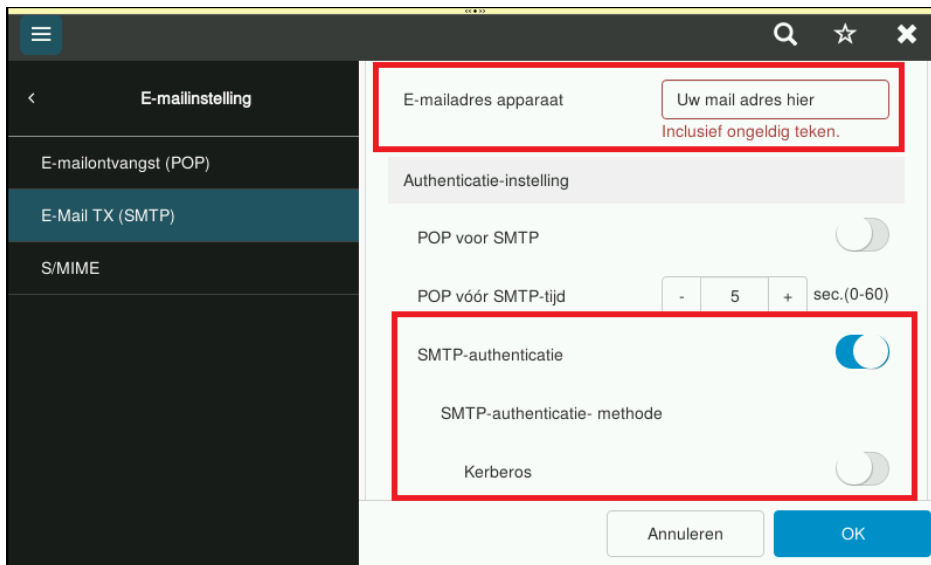 E-mailinstelling
E-mailontvangst (POP)
E-Mail TX (SMTP)
S/MIME
E-mailadres apparaat
Uw mail adres hier
Inclusief ongeldig teken.
Authenticatie-instelling
POP voor SMTP
POP vóór SMTP-tijd - 5 + sec.(0-60)
SMTP-authenticatie
SMTP-authenticatie- methode
Kerberos
Annuleren
OK